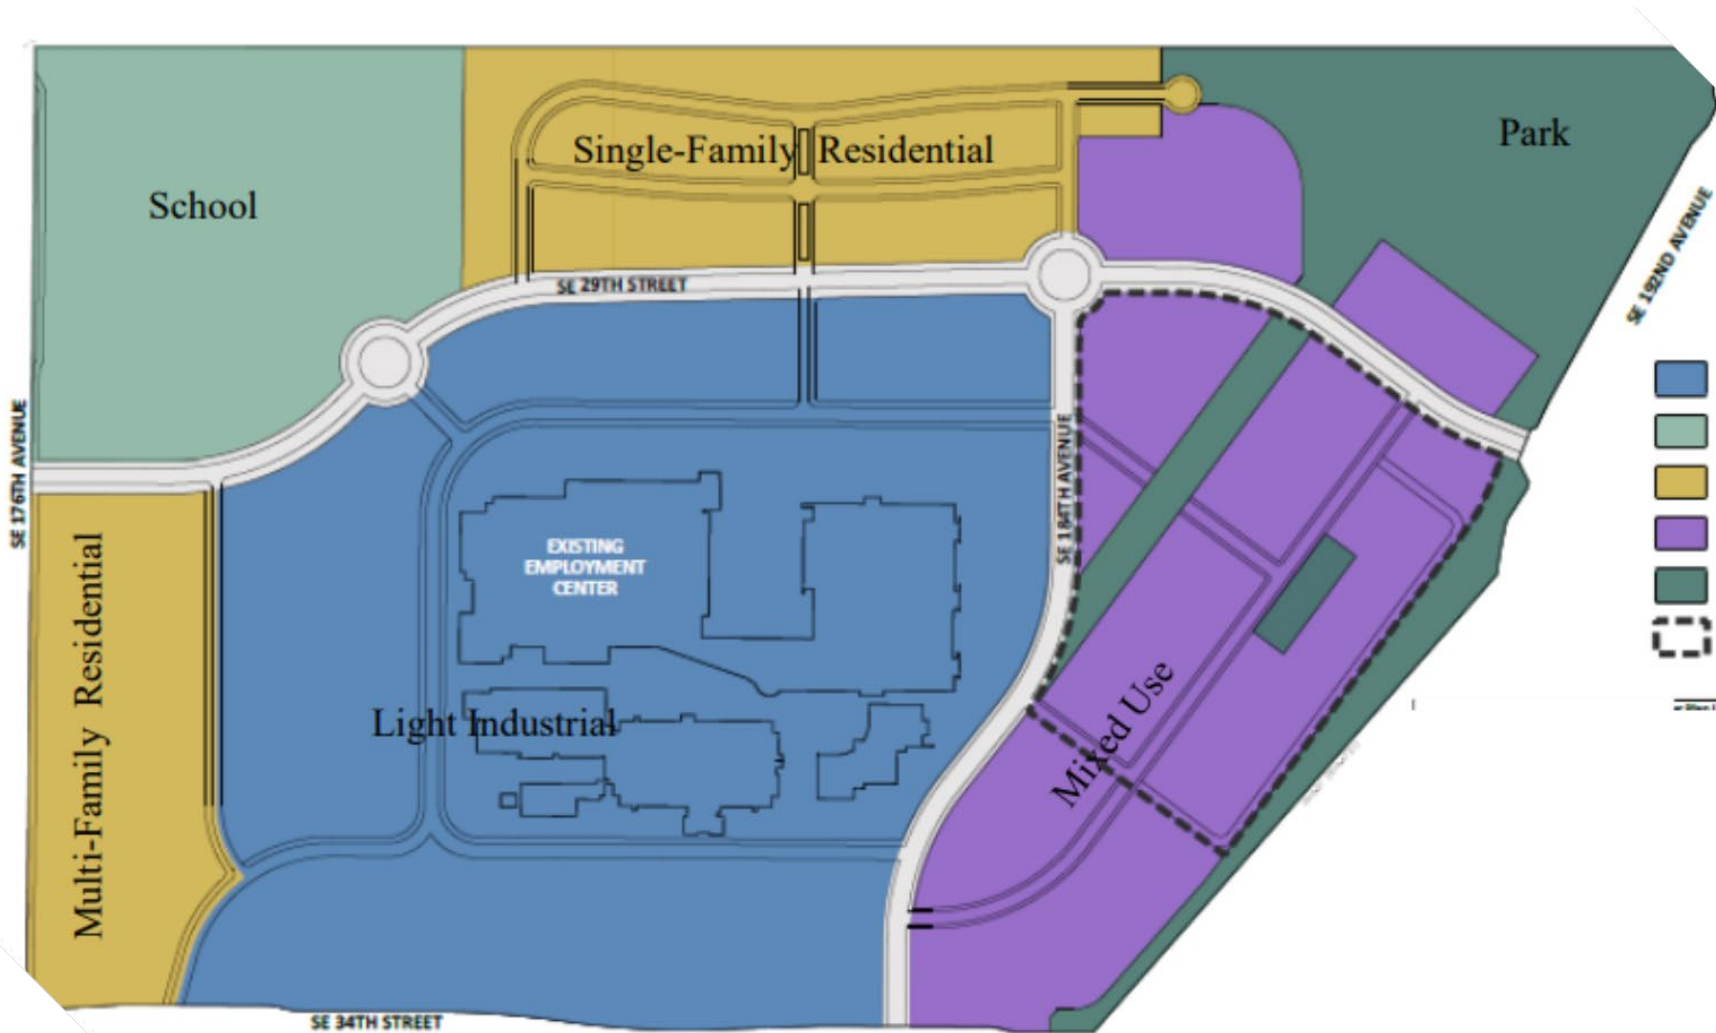 Park
Single-Family Residential
School
SE 192ND AVENUE
SE 29TH STREET
SE 176TH AVENUE
SE 184TH AVENUE
EXISTING
EMPLOYMENT
CENTER
Multi-Family Residential
Light Industrial
Mixed Use
SE 34TH STREET